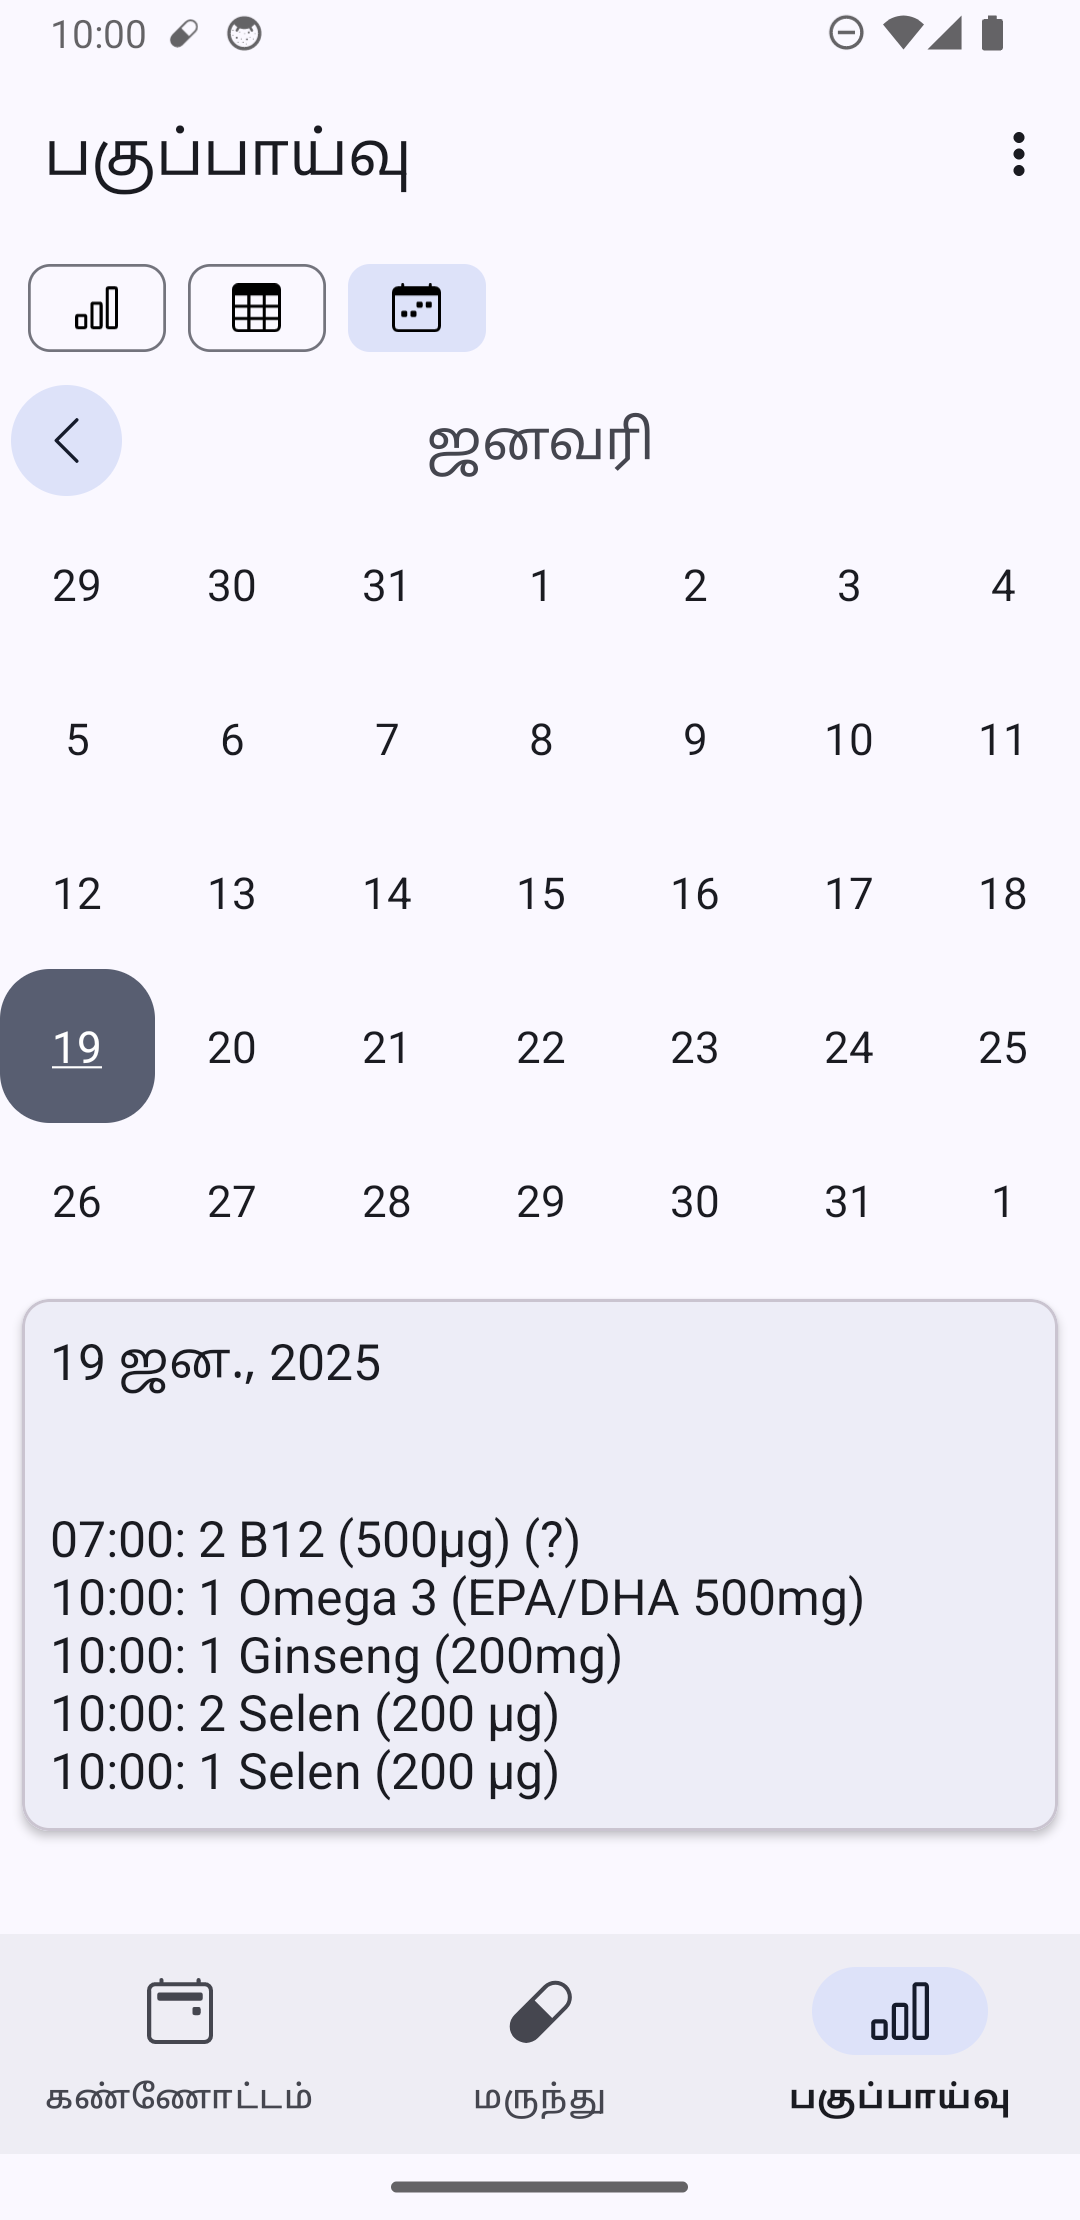 10:00
பகுப்பாய்வு
ஜனவரி
29 30 31 1 2 3 4
5 6 7 8 9 10 11
12 13 14 15 16 17 18
19 20 21 22 23 24 25
26 27 28 29 30 31 1
19 ஜன., 2025
07:00: 2 B12 (500µg) (?)
10:00: 1 Omega 3 (EPA/DHA 500mg)
10:00: 1 Ginseng (200mg)
10:00: 2 Selen (200 µg)
10:00: 1 Selen (200 µg)
கண்ணோட்டம் மருந்து பகுப்பாய்வு